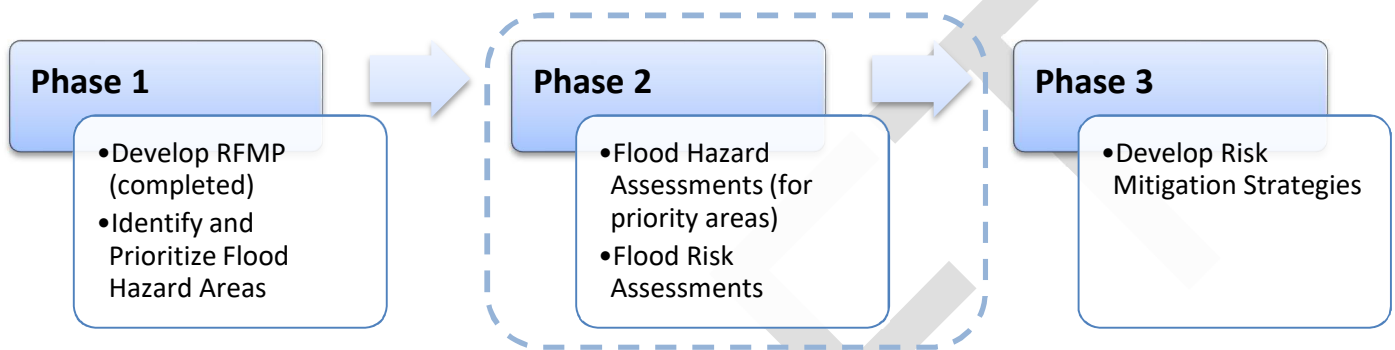 Phase 1
•Develop RFMP
(completed)
•Identify and
Prioritize Flood
Hazard Areas
Phase 2
•Flood Hazard
Assessments (for
priority areas)
•Flood Risk
Assessments
Phase 3
•Develop Risk
Mitigation Strategies